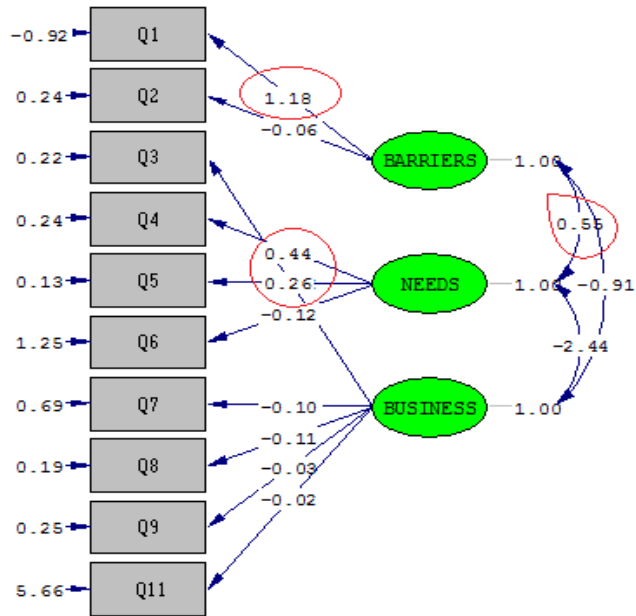 -0.92 Q1
0.24 Q2
1.18
-0.06
0.22 Q3
BARRIERS 1.00
0.24 Q4
0.55
0.44
0.13 Q5
0.26
NEEDS 1.00 -0.91
-0.12
1.25 Q6
-2.44
0.69 Q7
-0.10
BUSINESS 1.00
-0.11
0.19 Q8
-0.03
-0.02
0.25 Q9
5.66 Q11